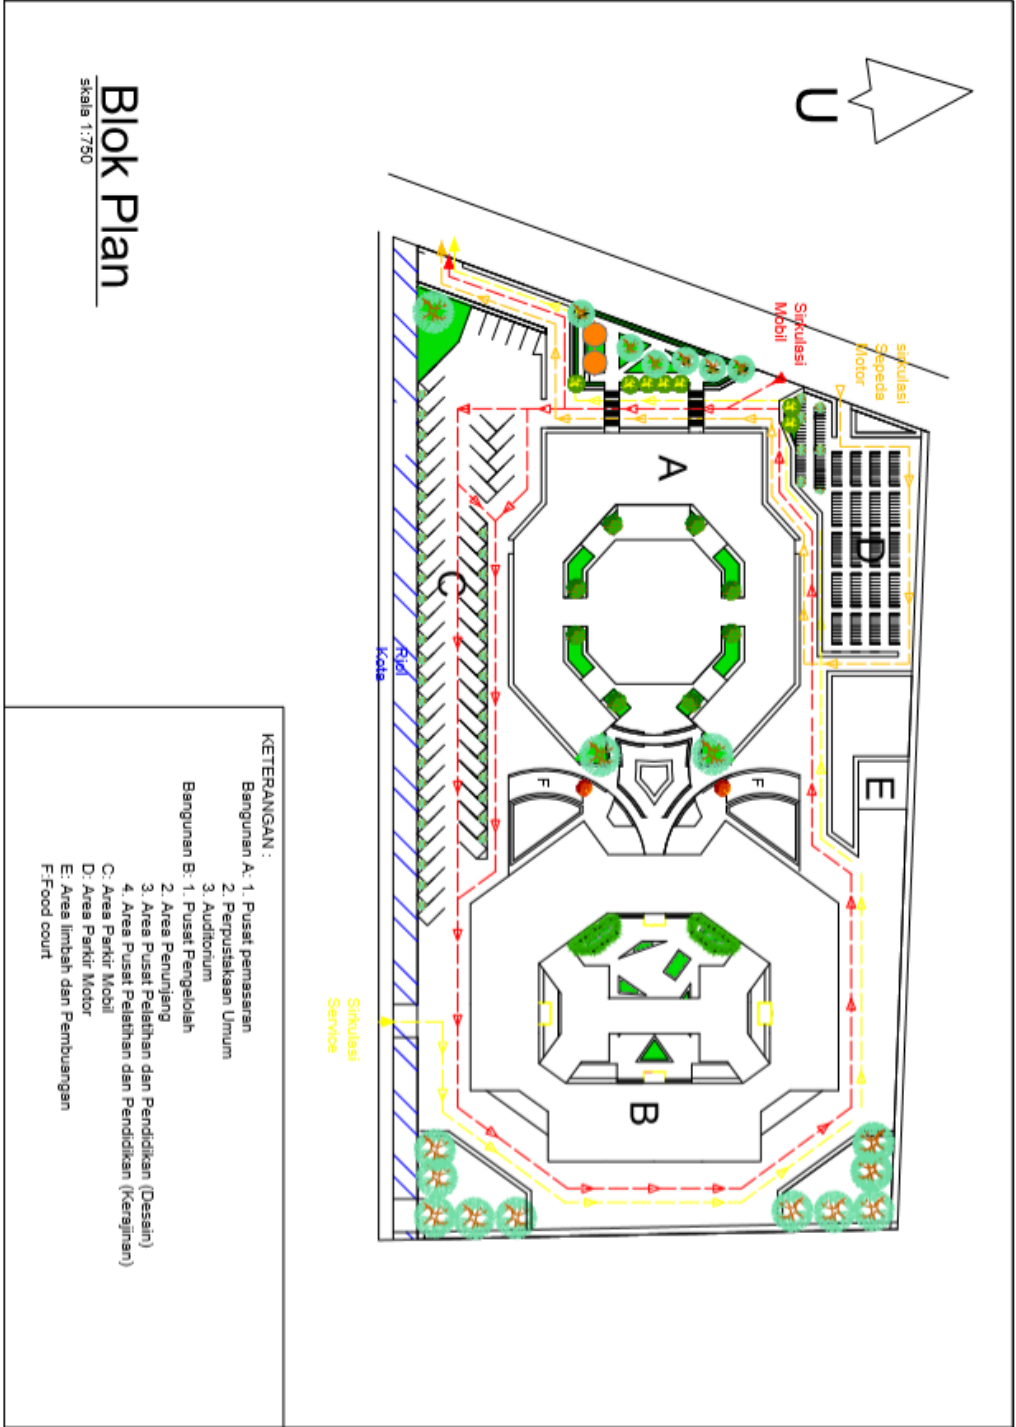 U
sirkulasi
Sepeda
Motor
Sirkulasi
Mobil
A
D
C
E
F
F
B
Riol
Kota
Sirkulasi
Service
Blok Plan
skala 1:750
KETERANGAN :
Bangunan A: 1. Pusat pemasaran
2. Perpustakaan Umum
3. Auditorium
Bangunan B: 1. Pusat Pengelolah
2. Area Penunjang
3. Area Pusat Pelatihan dan Pendidikan (Desain)
4. Area Pusat Pelatihan dan Pendidikan (Kerajinan)
C: Area Parkir Mobil
D: Area Parkir Motor
E: Area limbah dan Pembuangan
F:Food court